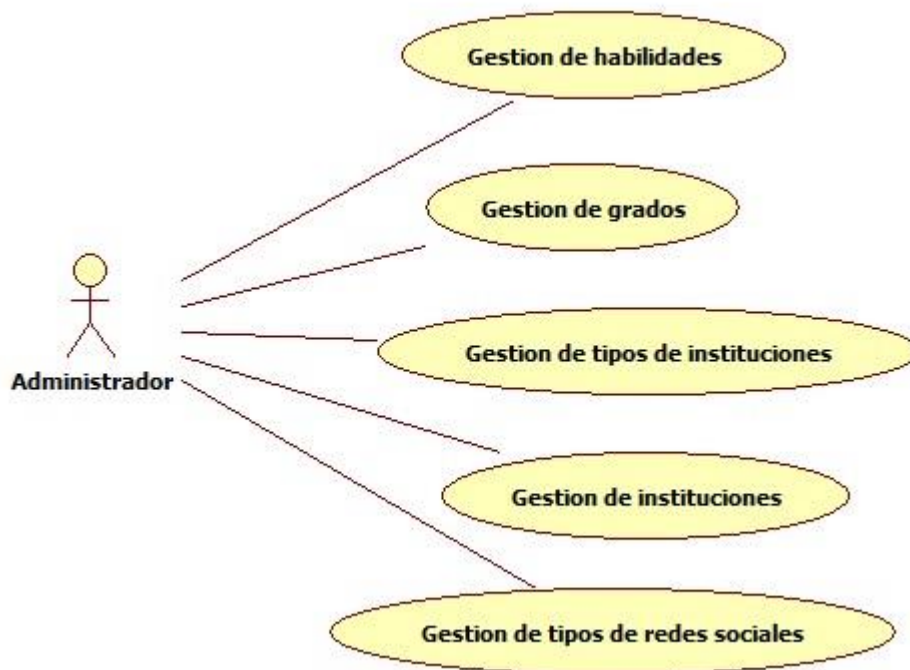 Gestion de habilidades
Gestion de grados
Gestion de tipos de instituciones
Administrador
Gestion de instituciones
Gestion de tipos de redes sociales